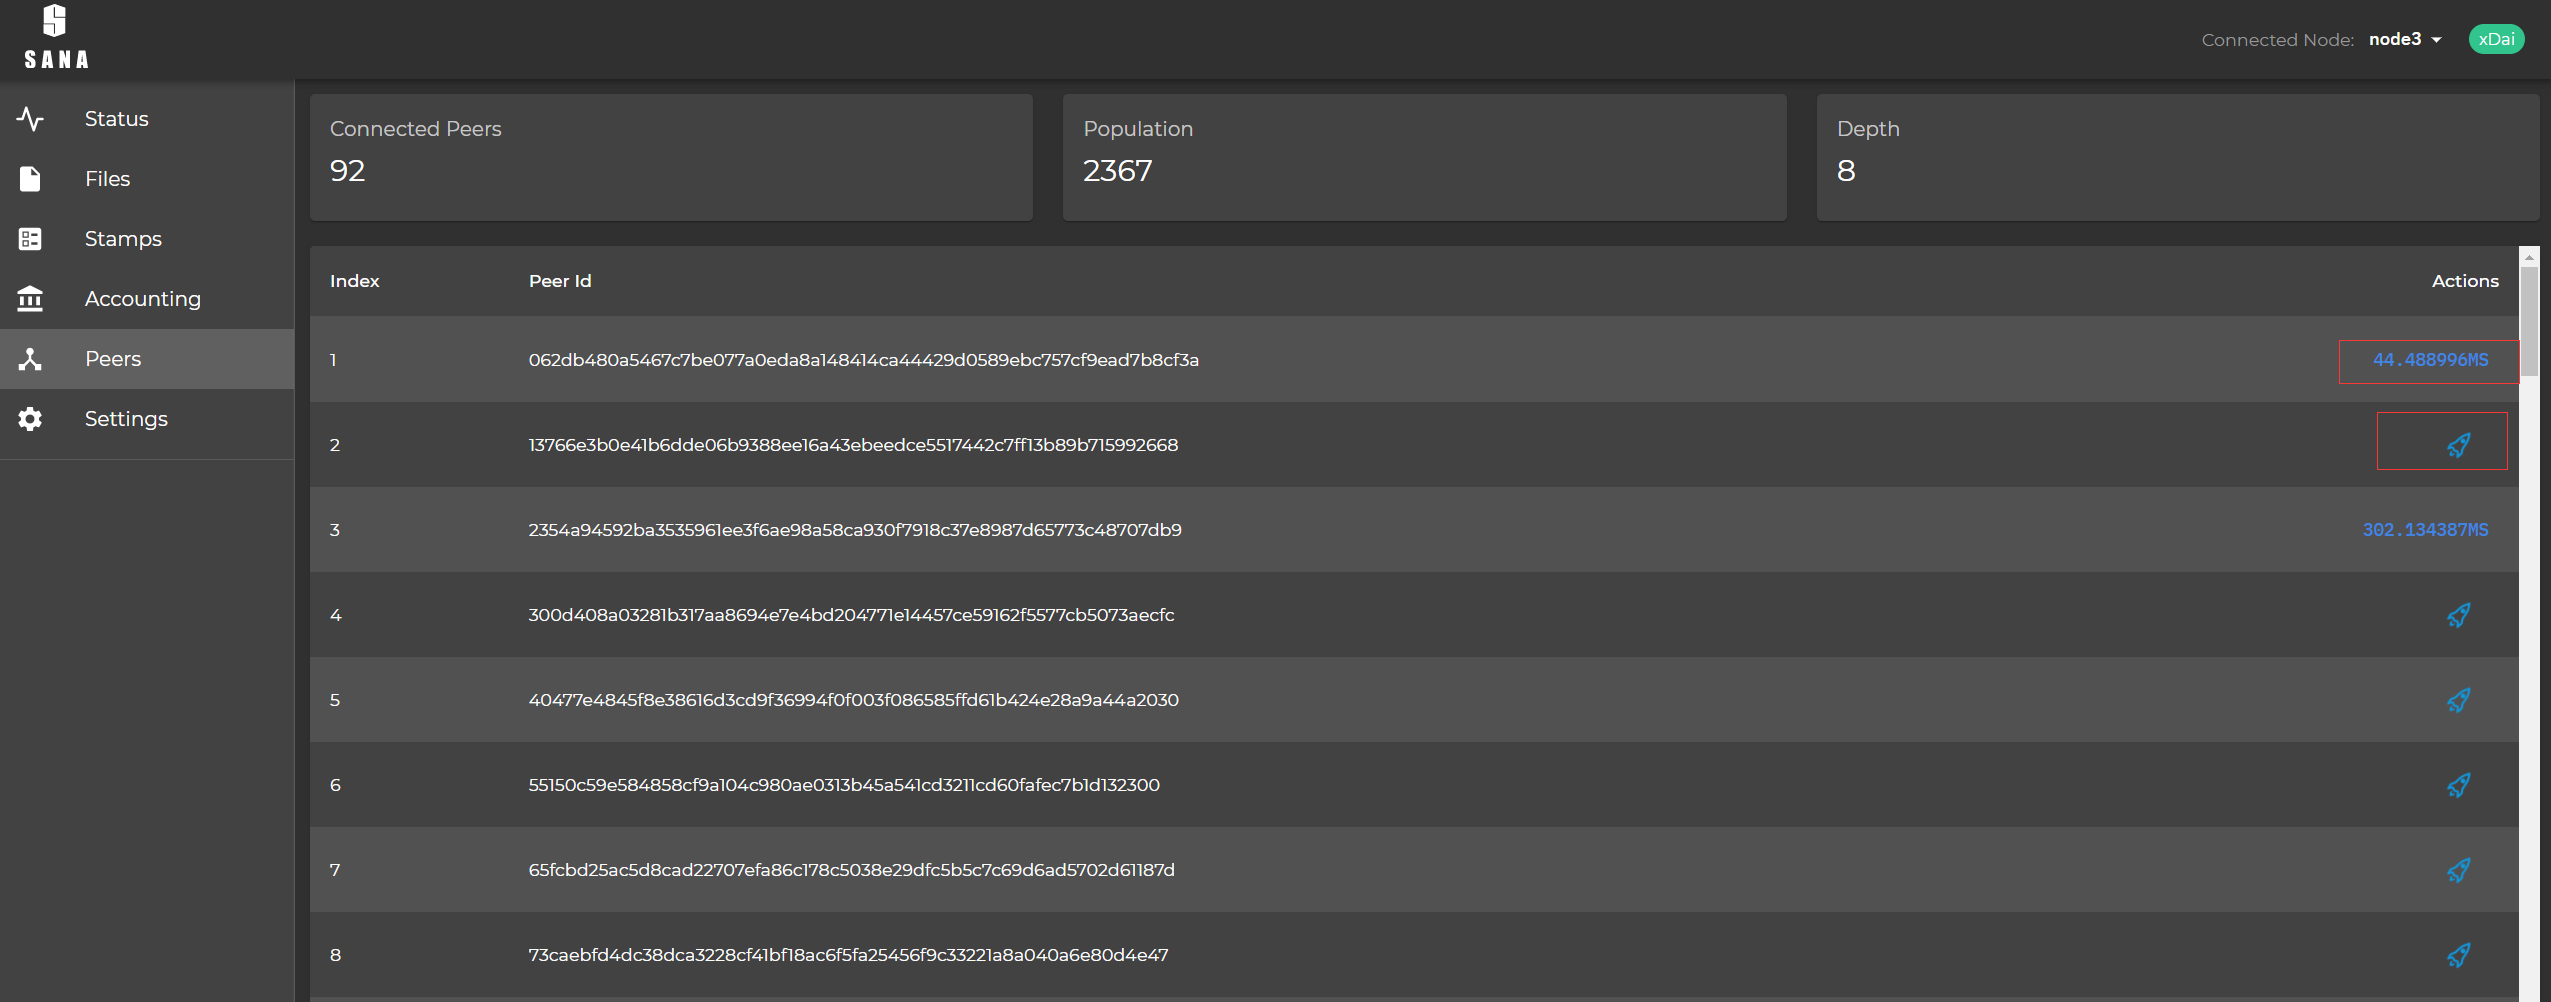 SANA
Connected Node: node3 xDai
Status
Files
Stamps
Accounting
Peers
Settings
Connected Peers
92
Population
2367
Depth
8
Index Peer Id Actions
1 062db480a5467c7be077a0eda8a148414ca44429d0589ebc757cf9ead7b8cf3a 44.488996MS
2 13766e3b0e41b6dde06b9388ee16a43ebeedce5517442c7ff13b89b715992668
3 2354a94592ba3535961ee3f6ae98a58ca930f7918c37e8987d65773c48707db9 302.134387MS
4 300d408a03281b317aa8694e7e4bd204771e14457ce59162f5577cb5073aecfc
5 40477e4845f8e38616d3cd9f36994f0f003f086585ffd61b424e28a9a44a2030
6 55150c59e584858cf9a104c980ae0313b45a541cd3211cd60fafec7b1d132300
7 65fcbd25ac5d8cad22707efa86c178c5038e29dfc5b5c7c69d6ad5702d61187d
8 73caebfd4dc38dca3228cf41bf18ac6f5fa25456f9c33221a8a040a6e80d4e47